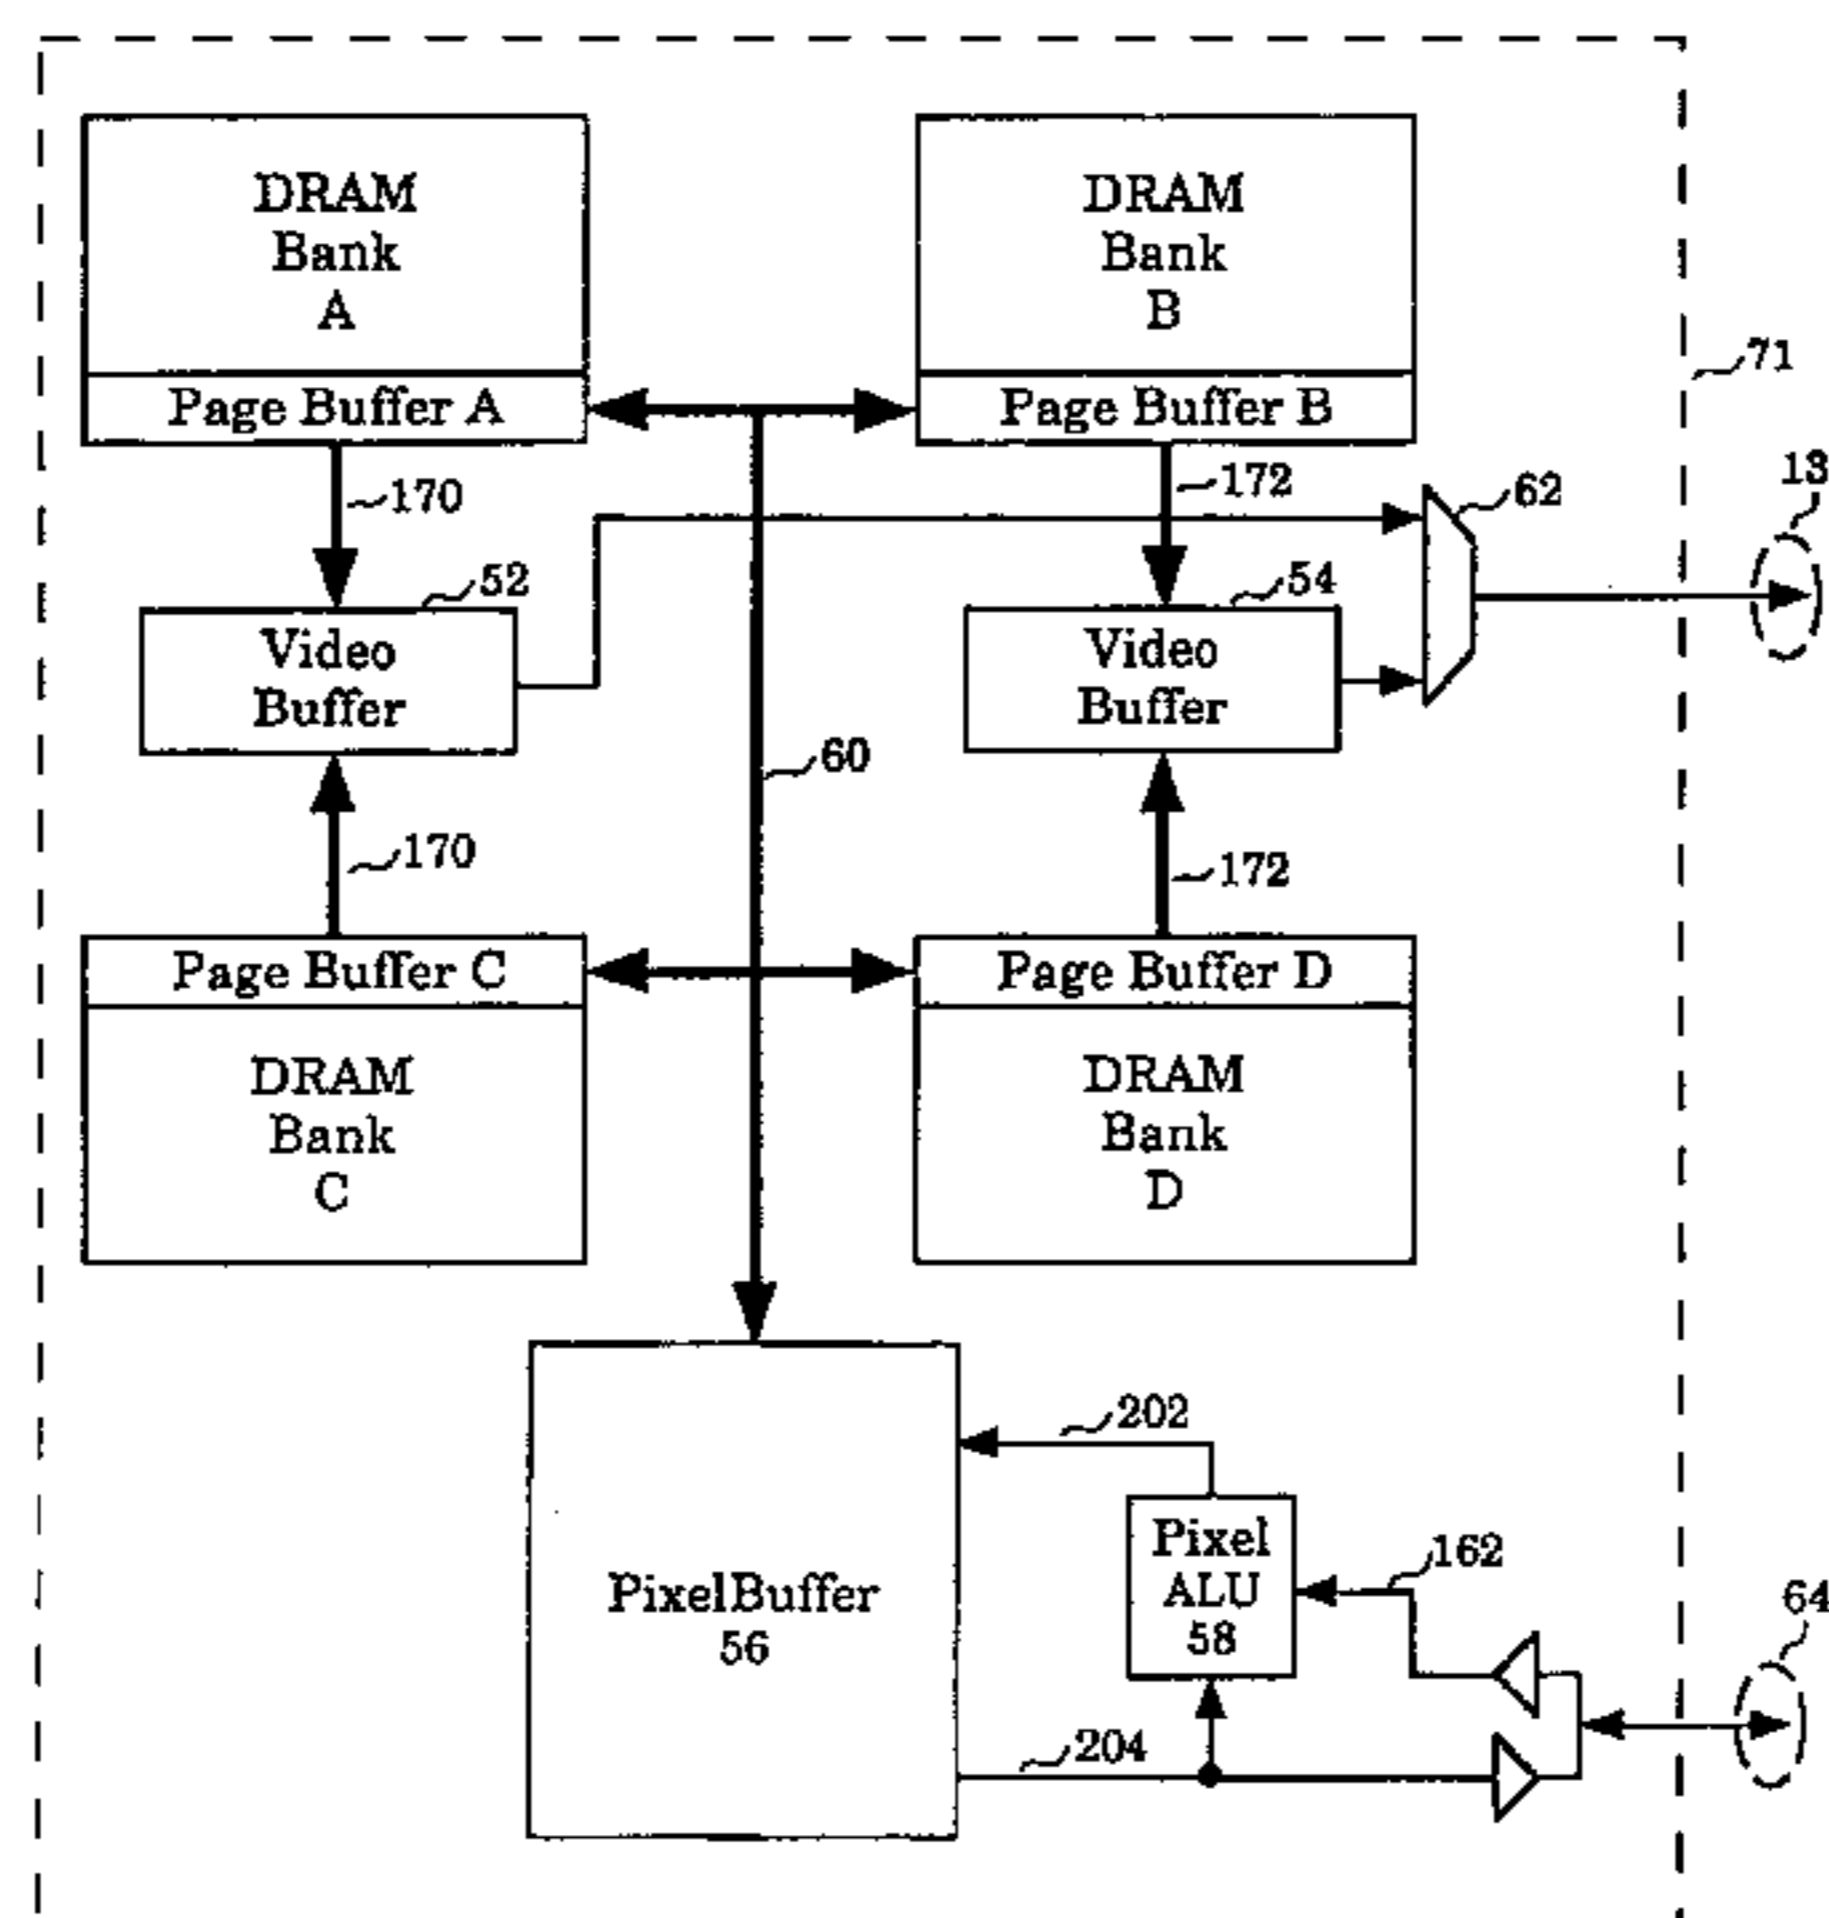 DRAM
Bank
A
Page Buffer A
DRAM
Bank
B
Page Buffer B
71
170
172
62
13
52
Video
Buffer
54
Video
Buffer
60
170
172
Page Buffer C
DRAM
Bank
C
Page Buffer D
DRAM
Bank
D
PixelBuffer
56
202
Pixel
ALU
58
162
64
204